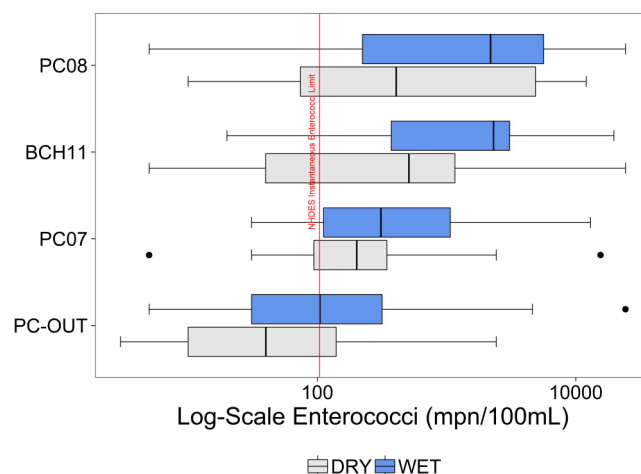 PC08
BCH11
PC07
PC-OUT
NHDES Instantaneous Enterococci Limit
100
10000
Log-Scale Enterococci (mpn/100mL)
DRY WET